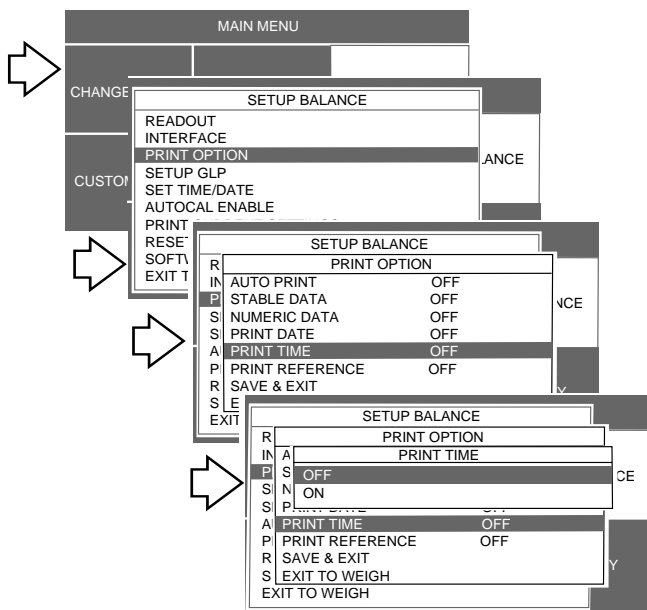 MAIN MENU
CHANGE
SETUP BALANCE
READOUT
INTERFACE
PRINT OPTION
SETUP GLP
SET TIME/DATE
AUTOCAL ENABLE
PRINT
EXIT T
ANCE
SETUP BALANCE
PRINT OPTION
AUTO PRINT OFF
STABLE DATA OFF
NUMERIC DATA OFF
PRINT DATE OFF
PRINT TIME OFF
PRINT REFERENCE OFF
SAVE & EXIT
EXIT
NCE
SETUP BALANCE
PRINT OPTION
PRINT TIME
OFF
ON
CE
PRINT TIME OFF
PRINT REFERENCE OFF
SAVE & EXIT
EXIT TO WEIGH
EXIT TO WEIGH
Y